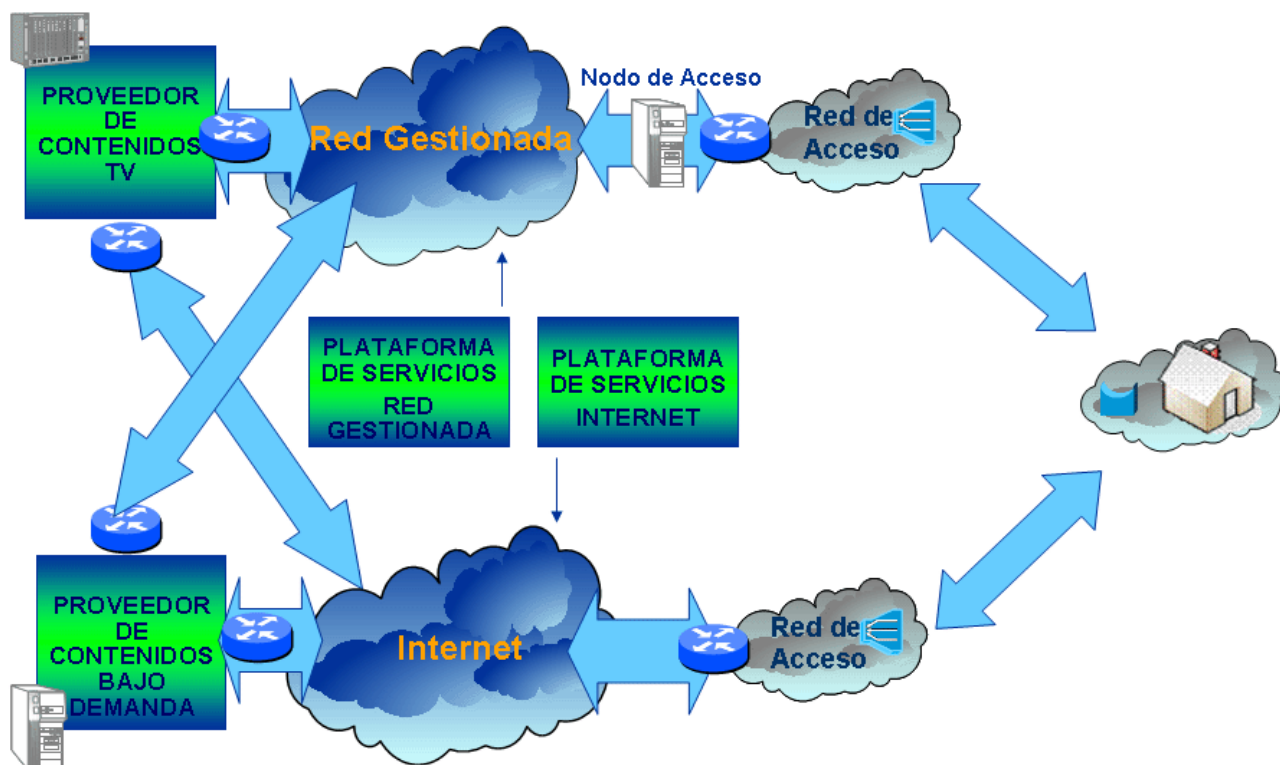 PROVEEDOR
DE
CONTENIDOS
TV
Red Gestionada
Nodo de Acceso
Red de
Acceso
PLATAFORMA
DE SERVICIOS
RED
GESTIONADA
PLATAFORMA
DE SERVICIOS
INTERNET
PROVEEDOR
DE
CONTENIDOS
BAJO
DEMANDA
Internet
Red de
Acceso